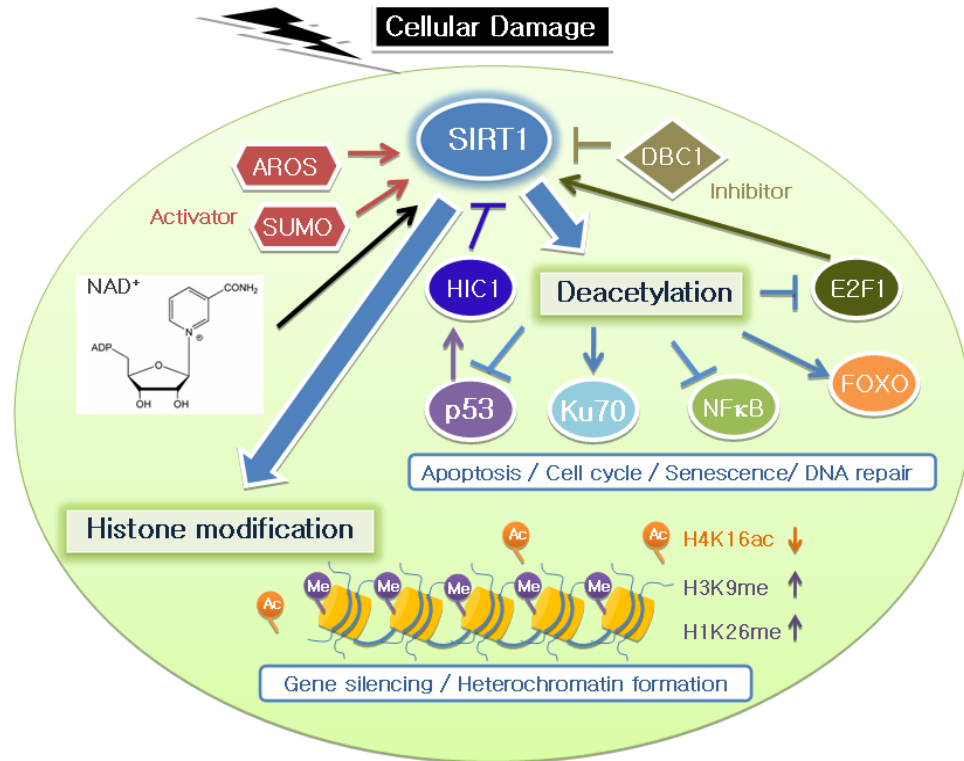 Cellular Damage
SIRT1
AROS
DBC1
Activator
Inhibitor
SUMO
NAD+
CONH₂
N
⊕
ADP
O
OH OH
HIC1
Deacetylation
E2F1
p53
Ku70
NFκB
FOXO
Apoptosis / Cell cycle / Senescence/ DNA repair
Histone modification
Ac
Ac
H4K16ac ↓
Me
Me
Me
Me
Me
H3K9me ↑
Ac
H1K26me ↑
Gene silencing / Heterochromatin formation